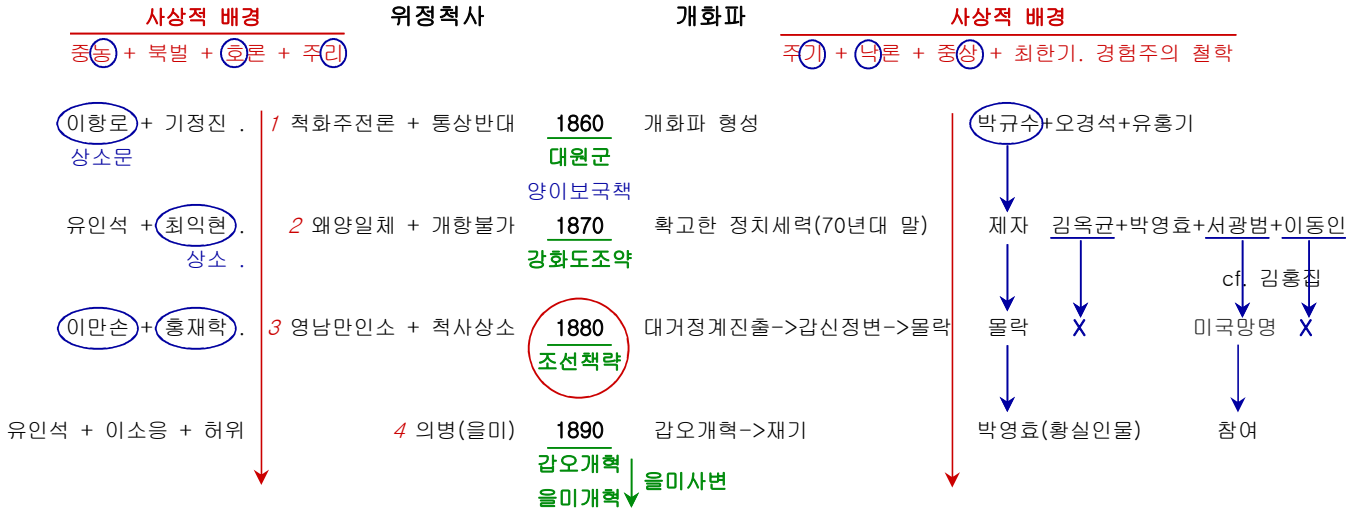 사상적 배경 위정척사 개화파 사상적 배경
중농 + 북벌 + 호론 + 주리 주기 + 낙론 + 중상 + 최한기. 경험주의 철학
이항로 + 기정진 . 1 척화주전론 + 통상반대 1860 개화파 형성 박규수+오경석+유홍기
상소문 대원군
양이보국책
유인석 + 최익현 . 2 왜양일체 + 개항불가 1870 확고한 정치세력(70년대 말) 제자 김옥균+박영효+서광범+이동인
상소 . 강화도조약
cf. 김홍집
이만손 + 홍재학 . 3 영남만인소 + 척사상소 1880 대거정계진출->갑신정변->몰락 몰락 X 미국망명 X
조선책략
유인석 + 이소응 + 허위 4 의병(을미) 1890 갑오개혁->재기 박영효(황실인물) 참여
갑오개혁
을미사변
을미개혁